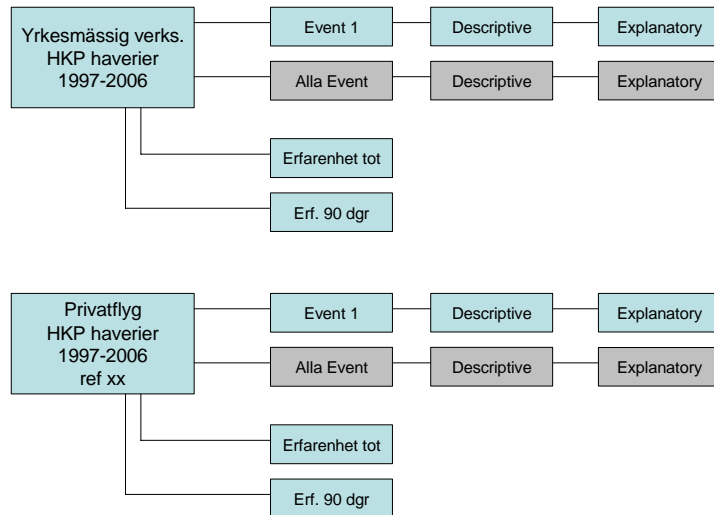 Yrkesmässig verks.
HKP haverier
1997-2006
Event 1
Descriptive
Explanatory
Alla Event
Descriptive
Explanatory
Erfarenhet tot
Erf. 90 dgr
Privatflyg
HKP haverier
1997-2006
ref xx
Event 1
Descriptive
Explanatory
Alla Event
Descriptive
Explanatory
Erfarenhet tot
Erf. 90 dgr